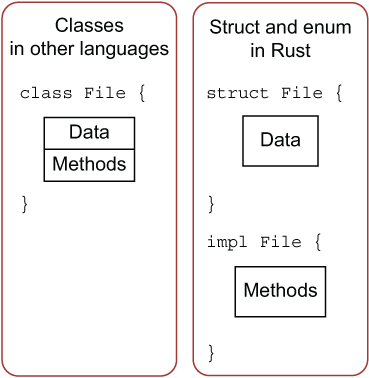 Classes
in other languages
class File {
Data
Methods
}
Struct and enum
in Rust
struct File {
Data
}
impl File {
Methods
}